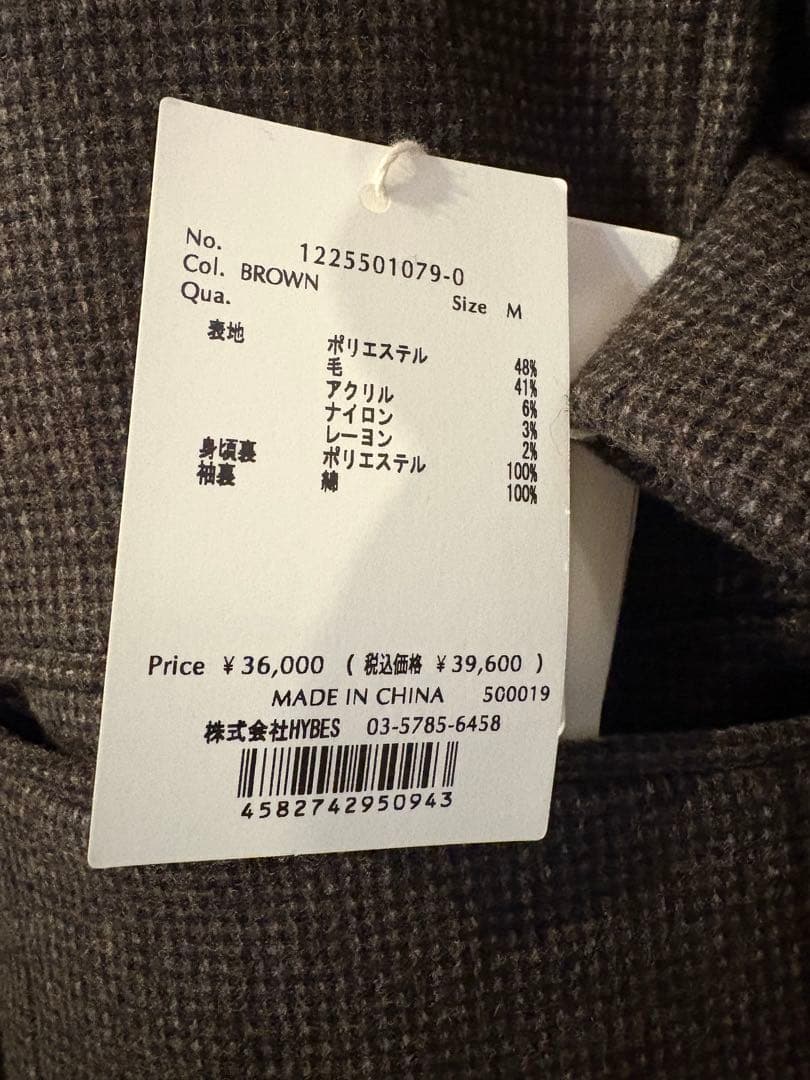 No. 1225501079-0
Col. BROWN Size M
Qua.
表地 ポリエステル 48%
毛 41%
アクリル 6%
ナイロン 3%
レーヨン 2%
身頃裏 ポリエステル 100%
袖裏 綿 100%
Price ¥36,000 ( 税込価格 ¥39,600 )
MADE IN CHINA 500019
株式会社HYBES 03-5785-6458
4582742950943